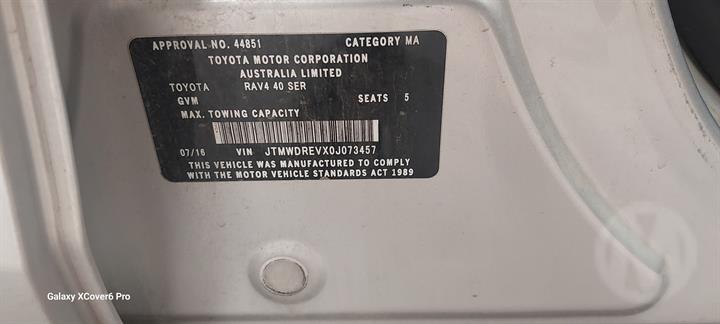 APPROVAL NO. 44851 CATEGORY MA
TOYOTA MOTOR CORPORATION
AUSTRALIA LIMITED
TOYOTA RAV4 40 SER
GVM SEATS 5
MAX. TOWING CAPACITY
07/16 VIN JTMWDREVX0J073457
THIS VEHICLE WAS MANUFACTURED TO COMPLY
WITH THE MOTOR VEHICLE STANDARDS ACT 1989
Galaxy XCover6 Pro